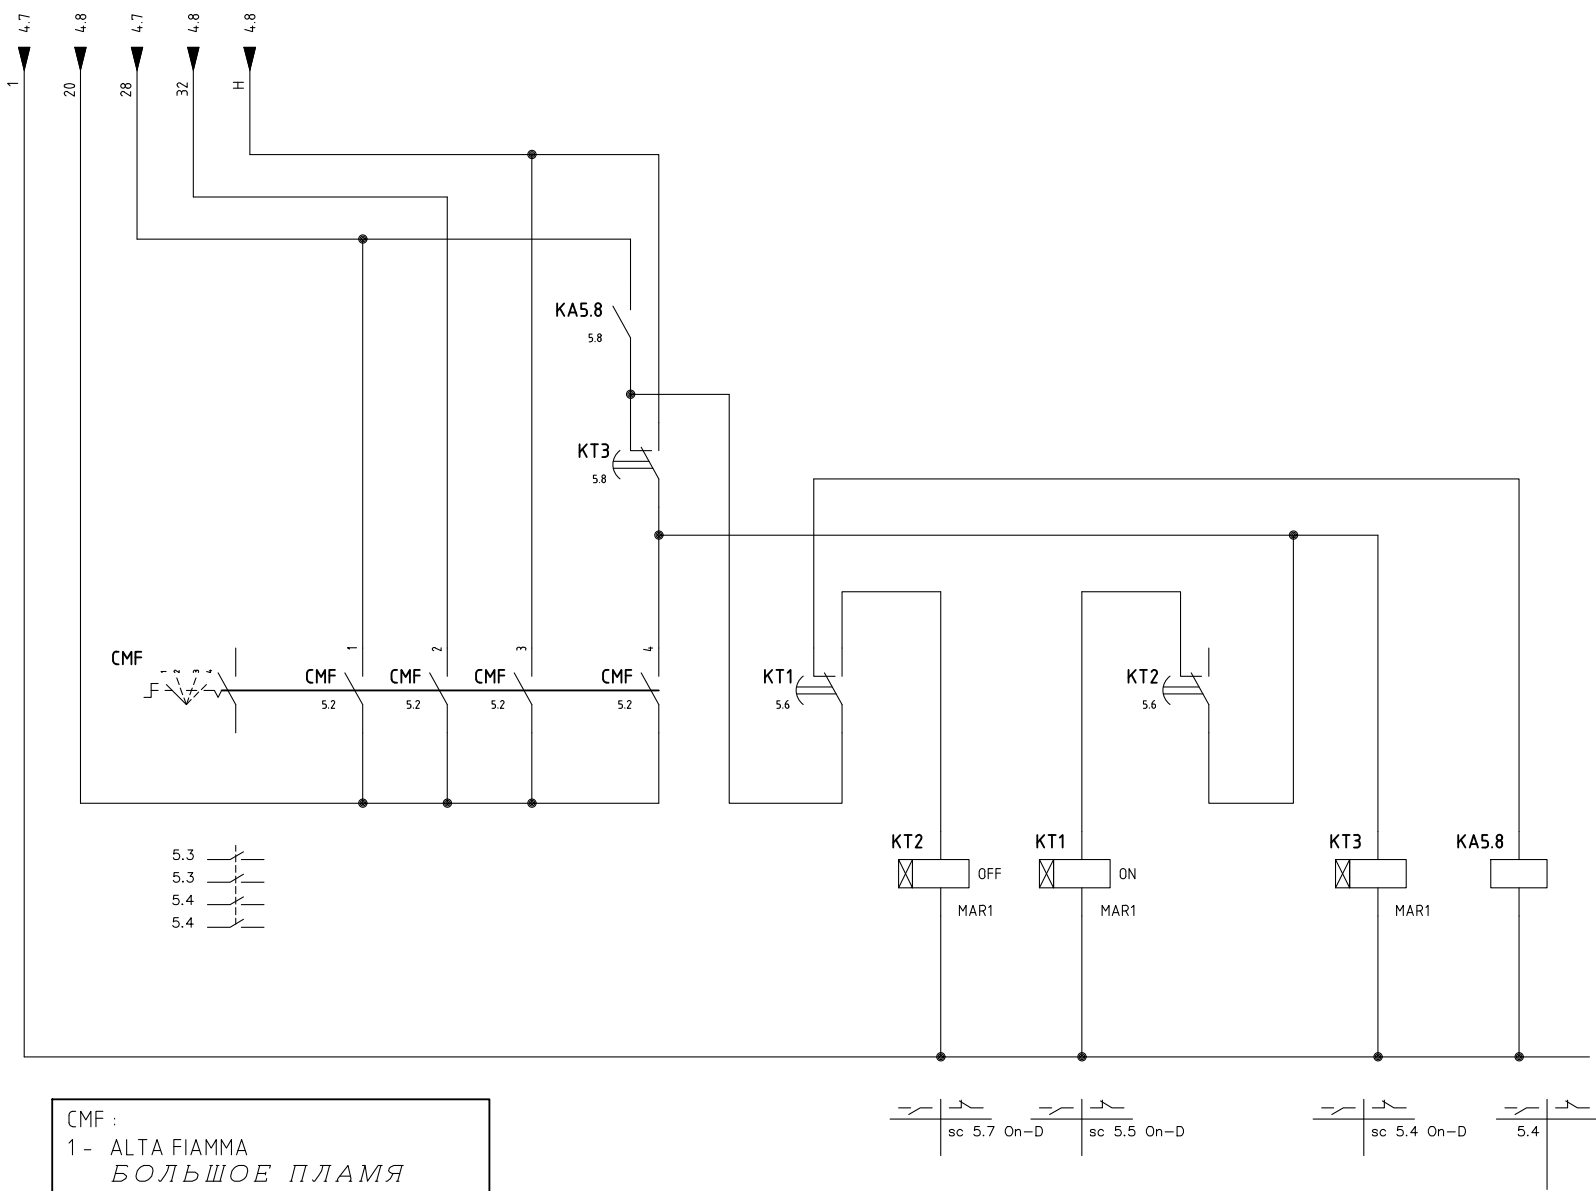 4.7 4.8 4.7 4.8 4.8
1 20 28 32 H
KA5.8
5.8
KT3
5.8
1 2 3 4
CMF
1 2 3 4
CMF CMF CMF CMF KT1 KT2
5.2 5.2 5.2 5.2 5.6 5.6
KT2 KT1 KT3 KA5.8
5.3
5.3
5.4
5.4
OFF ON
MAR1 MAR1 MAR1
sc 5.7 On-D sc 5.5 On-D sc 5.4 On-D 5.4
CMF :
1 - ALTA FIAMMA
БОЛЬШОЕ ПЛАМЯ